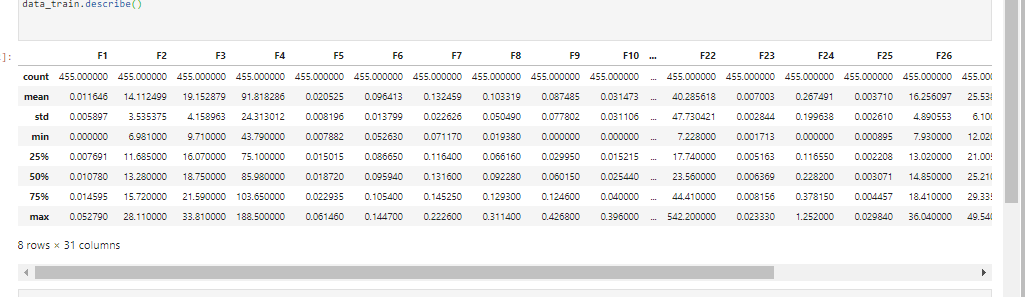 data_train.describe()
]:
F1 F2 F3 F4 F5 F6 F7 F8 F9 F10 ... F22 F23 F24 F25 F26
count 455.000000 455.000000 455.000000 455.000000 455.000000 455.000000 455.000000 455.000000 455.000000 455.000000 ... 455.000000 455.000000 455.000000 455.000000 455.000000 455.00
mean 0.011646 14.112499 19.152879 91.818286 0.020525 0.096413 0.132459 0.103319 0.087485 0.031473 ... 40.285618 0.007003 0.267491 0.003710 16.256097 25.53
std 0.005897 3.535375 4.158963 24.313012 0.008196 0.013799 0.022626 0.050490 0.077802 0.031106 ... 47.730421 0.002844 0.199638 0.002610 4.890553 6.10
min 0.000000 6.981000 9.710000 43.790000 0.007882 0.052630 0.071170 0.019380 0.000000 0.000000 ... 7.228000 0.001713 0.000000 0.000895 7.930000 12.02
25% 0.007691 11.685000 16.070000 75.100000 0.015015 0.086650 0.116400 0.066160 0.029950 0.015215 ... 17.740000 0.005163 0.116550 0.002208 13.020000 21.00
50% 0.010780 13.280000 18.750000 85.980000 0.018720 0.095940 0.131600 0.092280 0.060150 0.025440 ... 23.560000 0.006369 0.228200 0.003071 14.850000 25.21
75% 0.014595 15.720000 21.590000 103.650000 0.022935 0.105400 0.145250 0.129300 0.124600 0.040000 ... 44.410000 0.008156 0.378150 0.004457 18.410000 29.33
max 0.052790 28.110000 33.810000 188.500000 0.061460 0.144700 0.222600 0.311400 0.426800 0.396000 ... 542.200000 0.023330 1.252000 0.029840 36.040000 49.54
8 rows × 31 columns